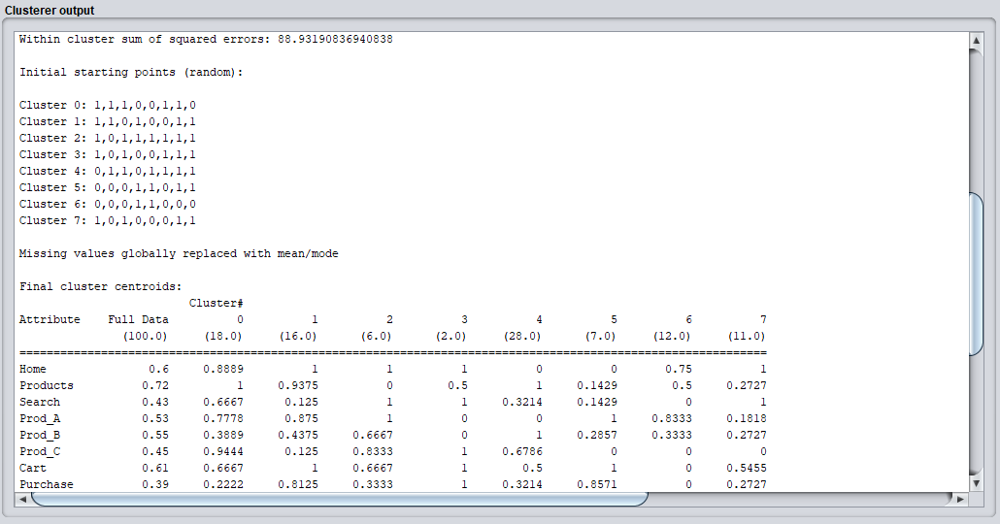 Clusterer output
Within cluster sum of squared errors: 88.93190836940838
Initial starting points (random):
Cluster 0: 1,1,1,0,0,1,1,0
Cluster 1: 1,1,0,1,0,0,1,1
Cluster 2: 1,0,1,1,1,1,1,1
Cluster 3: 1,0,1,0,0,1,1,1
Cluster 4: 0,1,1,0,1,1,1,1
Cluster 5: 0,0,0,1,1,0,1,1
Cluster 6: 0,0,0,1,1,0,0,0
Cluster 7: 1,0,1,0,0,0,1,1
Missing values globally replaced with mean/mode
Final cluster centroids:
Cluster#
Attribute Full Data 0 1 2 3 4 5 6 7
(100.0) (18.0) (16.0) (6.0) (2.0) (28.0) (7.0) (12.0) (11.0)
==========================================================================================================
Home 0.6 0.8889 1 1 1 0 0 0.75 1
Products 0.72 1 0.9375 0 0.5 1 0.1429 0.5 0.2727
Search 0.43 0.6667 0.125 1 1 0.3214 0.1429 0 1
Prod_A 0.53 0.7778 0.875 1 0 0 1 0.8333 0.1818
Prod_B 0.55 0.3889 0.4375 0.6667 0 1 0.2857 0.3333 0.2727
Prod_C 0.45 0.9444 0.125 0.8333 1 0.6786 0 0 0
Cart 0.61 0.6667 1 0.6667 1 0.5 1 0 0.5455
Purchase 0.39 0.2222 0.8125 0.3333 1 0.3214 0.8571 0 0.2727